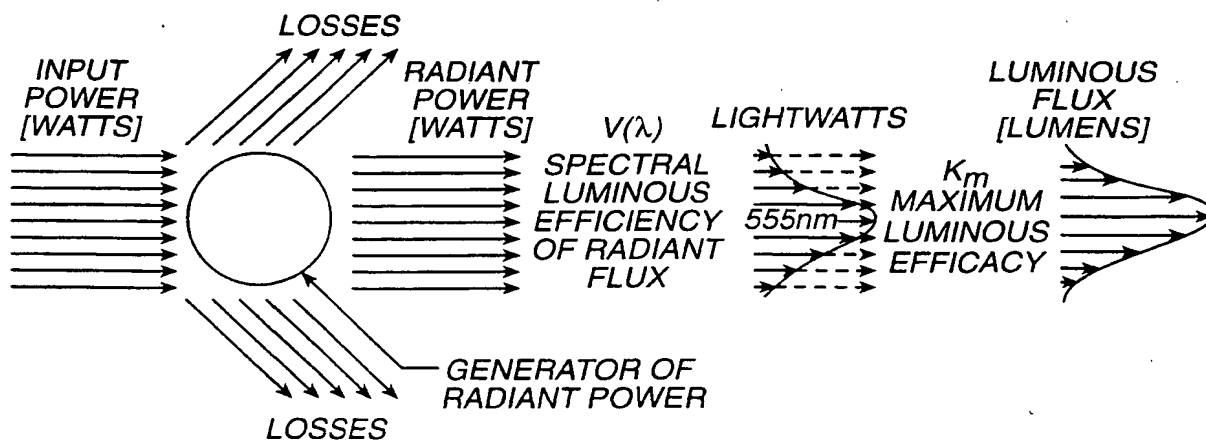 LOSSES
INPUT
POWER
[WATTS]
RADIANT
POWER
[WATTS]
V(λ)
SPECTRAL
LUMINOUS
EFFICIENCY
OF RADIANT
FLUX
LIGHTWATTS
555nm
Km
MAXIMUM
LUMINOUS
EFFICACY
LUMINOUS
FLUX
[LUMENS]
GENERATOR OF
RADIANT POWER
LOSSES